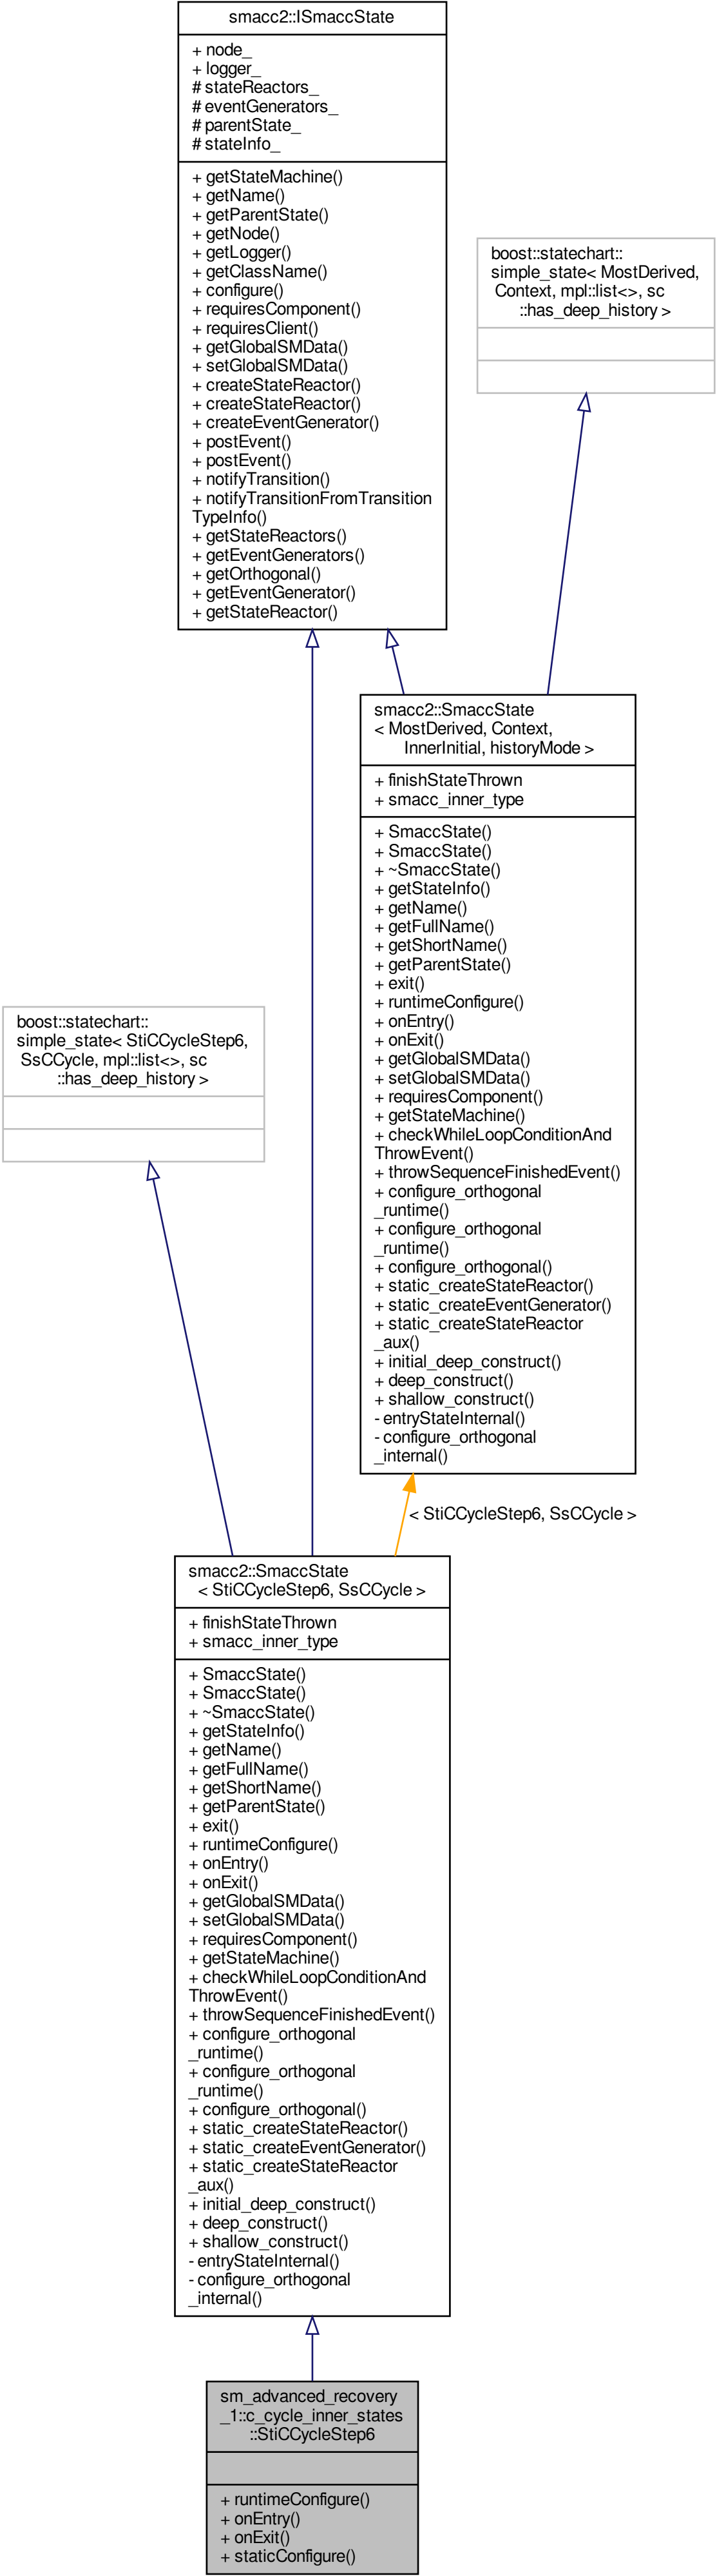 smacc2::ISmaccState
+ node_
+ logger_
# stateReactors_
# eventGenerators_
# parentState_
# stateInfo_
+ getStateMachine()
+ getName()
+ getParentState()
+ getNode()
+ getLogger()
+ getClassName()
+ configure()
+ requiresComponent()
+ requiresClient()
+ getGlobalSMData()
+ setGlobalSMData()
+ createStateReactor()
+ createStateReactor()
+ createEventGenerator()
+ postEvent()
+ postEvent()
+ notifyTransition()
+ notifyTransitionFromTransition
TypeInfo()
+ getStateReactors()
+ getEventGenerators()
+ getOrthogonal()
+ getEventGenerator()
+ getStateReactor()
boost::statechart::
simple_state< MostDerived,
Context, mpl::list<>, sc
::has_deep_history >
smacc2::SmaccState
< MostDerived, Context,
InnerInitial, historyMode >
+ finishStateThrown
+ smacc_inner_type
+ SmaccState()
+ SmaccState()
+ ~SmaccState()
+ getStateInfo()
+ getName()
+ getFullName()
+ getShortName()
+ getParentState()
+ exit()
+ runtimeConfigure()
+ onEntry()
+ onExit()
+ getGlobalSMData()
+ setGlobalSMData()
+ requiresComponent()
+ getStateMachine()
+ checkWhileLoopConditionAnd
ThrowEvent()
+ throwSequenceFinishedEvent()
+ configure_orthogonal
_runtime()
+ configure_orthogonal
_runtime()
+ configure_orthogonal()
+ static_createStateReactor()
+ static_createEventGenerator()
+ static_createStateReactor
_aux()
+ initial_deep_construct()
+ deep_construct()
+ shallow_construct()
- entryStateInternal()
- configure_orthogonal
_internal()
boost::statechart::
simple_state< StiCCycleStep6,
SsCCycle, mpl::list<>, sc
::has_deep_history >
< StiCCycleStep6, SsCCycle >
smacc2::SmaccState
< StiCCycleStep6, SsCCycle >
+ finishStateThrown
+ smacc_inner_type
+ SmaccState()
+ SmaccState()
+ ~SmaccState()
+ getStateInfo()
+ getName()
+ getFullName()
+ getShortName()
+ getParentState()
+ exit()
+ runtimeConfigure()
+ onEntry()
+ onExit()
+ getGlobalSMData()
+ setGlobalSMData()
+ requiresComponent()
+ getStateMachine()
+ checkWhileLoopConditionAnd
ThrowEvent()
+ throwSequenceFinishedEvent()
+ configure_orthogonal
_runtime()
+ configure_orthogonal
_runtime()
+ configure_orthogonal()
+ static_createStateReactor()
+ static_createEventGenerator()
+ static_createStateReactor
_aux()
+ initial_deep_construct()
+ deep_construct()
+ shallow_construct()
- entryStateInternal()
- configure_orthogonal
_internal()
sm_advanced_recovery
_1::c_cycle_inner_states
::StiCCycleStep6
+ runtimeConfigure()
+ onEntry()
+ onExit()
+ staticConfigure()